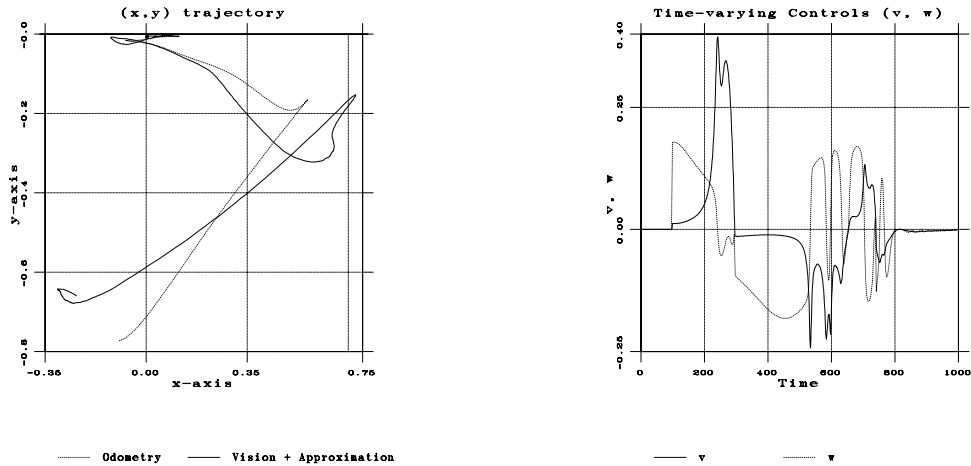 (x,y) trajectory
-0.0
-0.2
-0.4
-0.6
-0.8
y-axis
-0.35
0.00
0.35
0.75
x-axis
Odometry
Vision + Approximation
Time-varying Controls (v, w)
0.40
0.25
0.00
-0.25
v, w
0
200
400
600
800
1000
Time
v
w